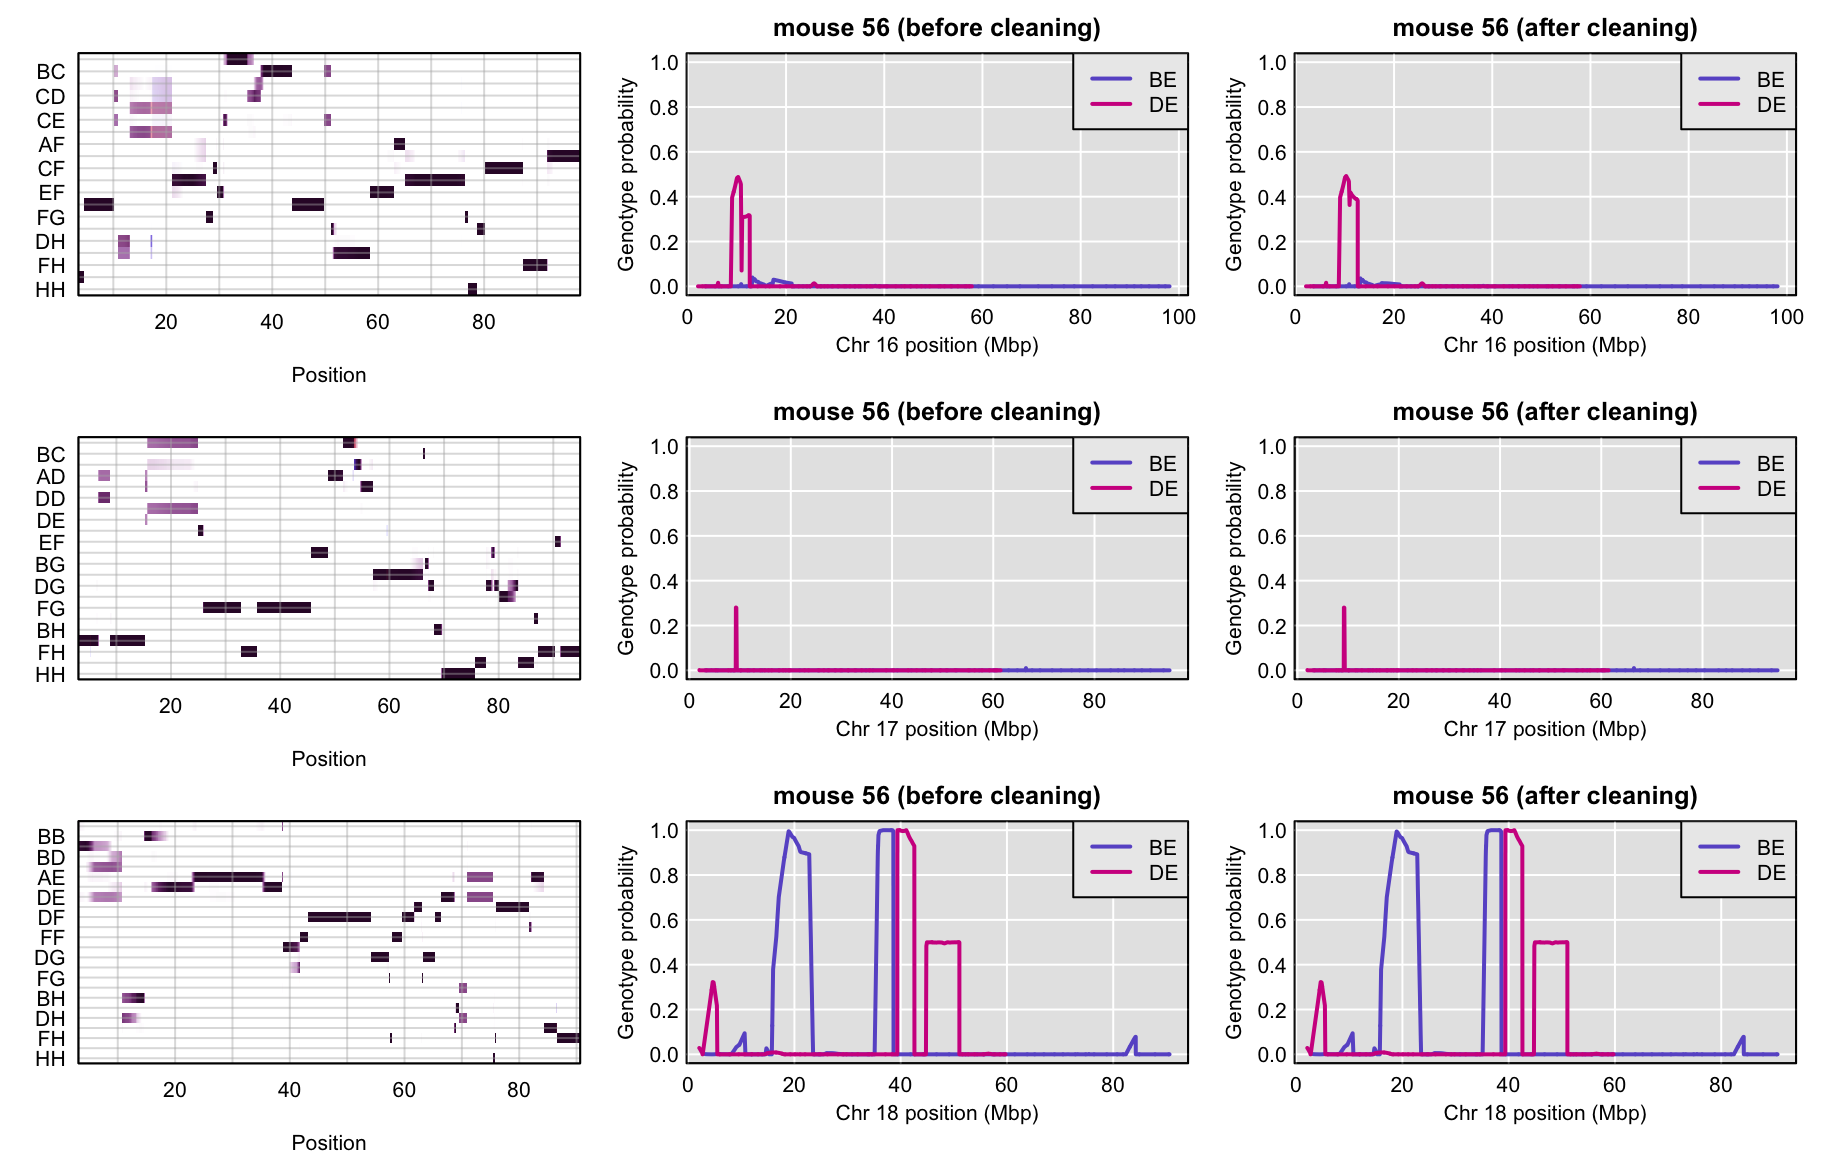 BC
CD
CE
AF
CF
EF
FG
DH
FH
HH
20 40 60 80
Position
mouse 56 (before cleaning)
Genotype probability
1.0
0.8
0.6
0.4
0.2
0.0
BE
DE
0 20 40 60 80 100
Chr 16 position (Mbp)
mouse 56 (after cleaning)
Genotype probability
1.0
0.8
0.6
0.4
0.2
0.0
BE
DE
0 20 40 60 80 100
Chr 16 position (Mbp)
BC
AD
DD
DE
EF
BG
DG
FG
BH
FH
HH
20 40 60 80
Position
mouse 56 (before cleaning)
Genotype probability
1.0
0.8
0.6
0.4
0.2
0.0
BE
DE
0 20 40 60 80
Chr 17 position (Mbp)
mouse 56 (after cleaning)
Genotype probability
1.0
0.8
0.6
0.4
0.2
0.0
BE
DE
0 20 40 60 80
Chr 17 position (Mbp)
BB
BD
AE
DE
DF
FF
DG
FG
BH
DH
FH
HH
20 40 60 80
Position
mouse 56 (before cleaning)
Genotype probability
1.0
0.8
0.6
0.4
0.2
0.0
BE
DE
0 20 40 60 80
Chr 18 position (Mbp)
mouse 56 (after cleaning)
Genotype probability
1.0
0.8
0.6
0.4
0.2
0.0
BE
DE
0 20 40 60 80
Chr 18 position (Mbp)